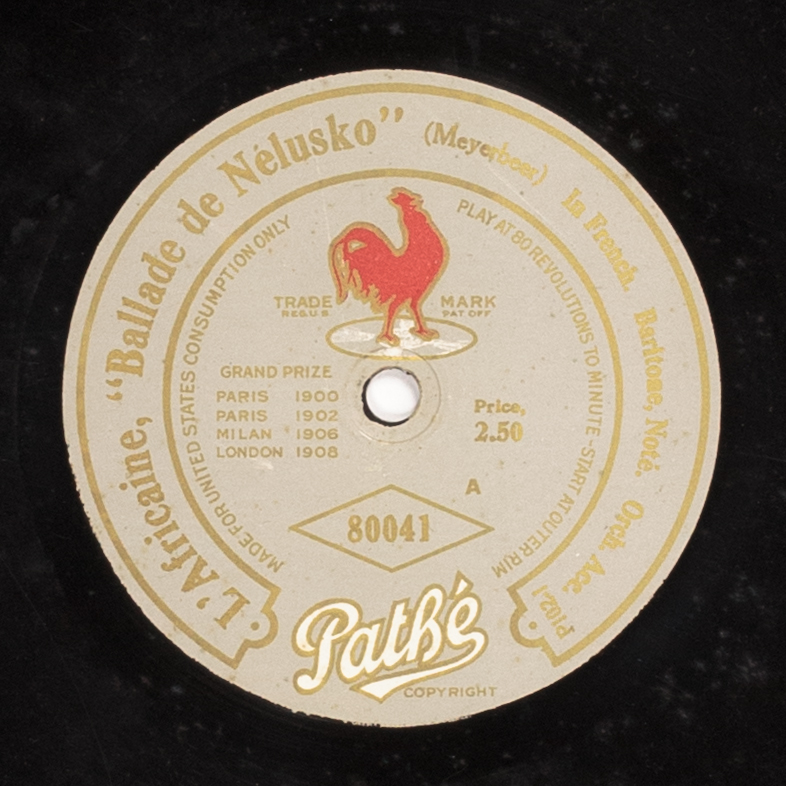 L'Africaine, "Ballade de Nélusko" (Meyerbeer) In French. Baritone, Noté. Orch. Acc.
P1021
MADE FOR UNITED STATES CONSUMPTION ONLY
PLAY AT 80 REVOLUTIONS TO MINUTE-START AT OUTER RIM
TRADE MARK
REG.U.S. PAT OFF
GRAND PRIZE
PARIS 1900
PARIS 1902
MILAN 1906
LONDON 1908
Price,
2.50
A
80041
Pathé
COPYRIGHT